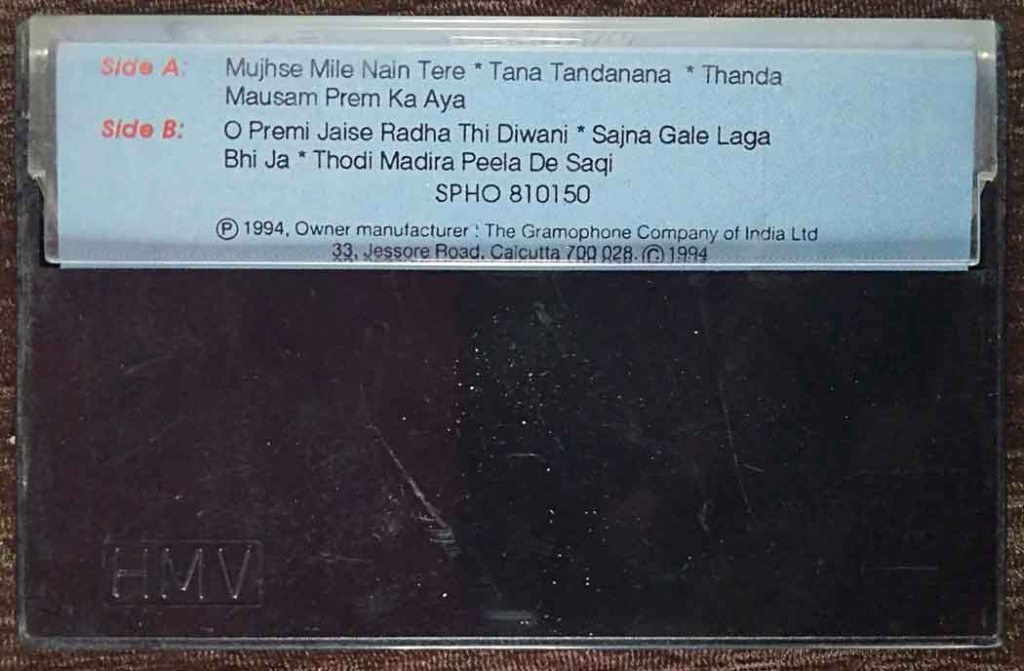 Side A: Mujhse Mile Nain Tere * Tana Tandanana * Thanda
Mausam Prem Ka Aya
Side B: O Premi Jaise Radha Thi Diwani * Sajna Gale Laga
Bhi Ja * Thodi Madira Peela De Saqi
SPHO 810150
Ⓟ 1994, Owner manufacturer : The Gramophone Company of India Ltd
33, Jessore Road, Calcutta 700 028. © 1994
HMV